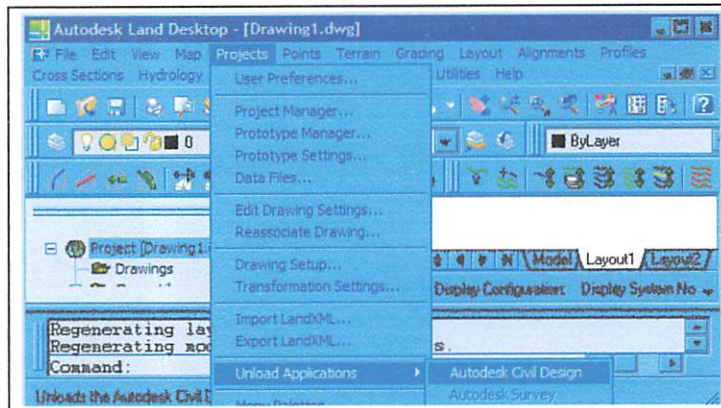 Autodesk Land Desktop - [Drawing1.dwg]
File Edit View Map Projects Points Terrain Grading Layout Alignments Profiles
Cross Sections Hydrology Utilities Help
User Preferences...
Project Manager...
Prototype Manager...
Prototype Settings...
Data Files...
0
ByLayer
Edit Drawing Settings...
Reassociate Drawing...
Project [Drawing1.
Drawings
Drawing Setup...
Transformation Settings...
Model Layout1 Layout2
Display Configuration: Display System No
Import LandXML...
Export LandXML...
Regenerating lay
Regenerating mod
s.
Command:
Unload Applications
Autodesk Civil Design
Autodesk Survey
Unloads the Autodesk Civil D
Menu Palettes